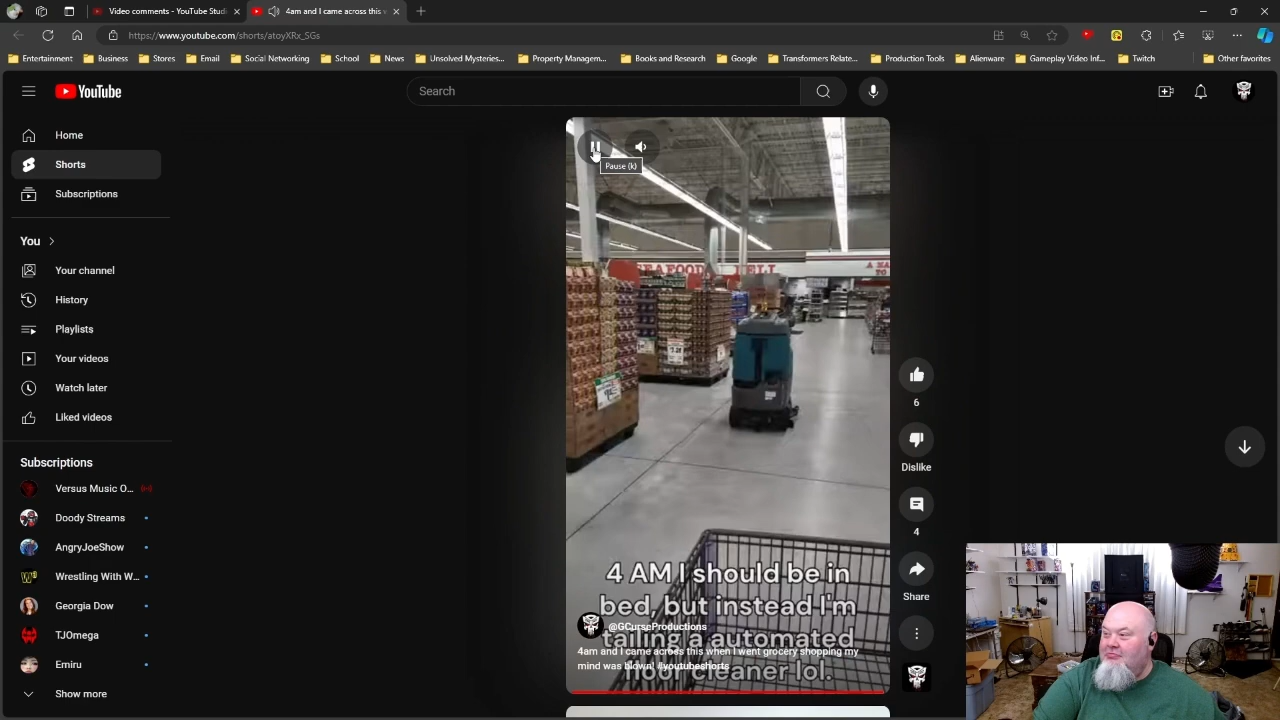 Video comments - YouTube Studi
4am and I came across this v
https://www.youtube.com/shorts/atoyXRx_SGs
Entertainment
Business
Stores
Email
Social Networking
School
News
Unsolved Mysteries...
Property Managem...
Books and Research
Google
Transformers Relate...
Production Tools
Alienware
Gameplay Video Inf...
Twitch
Other favorites
YouTube
Search
Home
Shorts
Subscriptions
You
Your channel
History
Playlists
Your videos
Watch later
Liked videos
Subscriptions
Versus Music O...
Doody Streams
AngryJoeShow
Wrestling With W...
Georgia Dow
TJOmega
Emiru
Show more
Pause (k)
SEAFOOD DELI
4 AM I should be in
bed, but instead I'm
tailing a automated
floor cleaner lol.
@GCurseProductions
4am and I came across this when I went grocery shopping my
mind was blown! #youtubeshorts
6
Dislike
4
Share